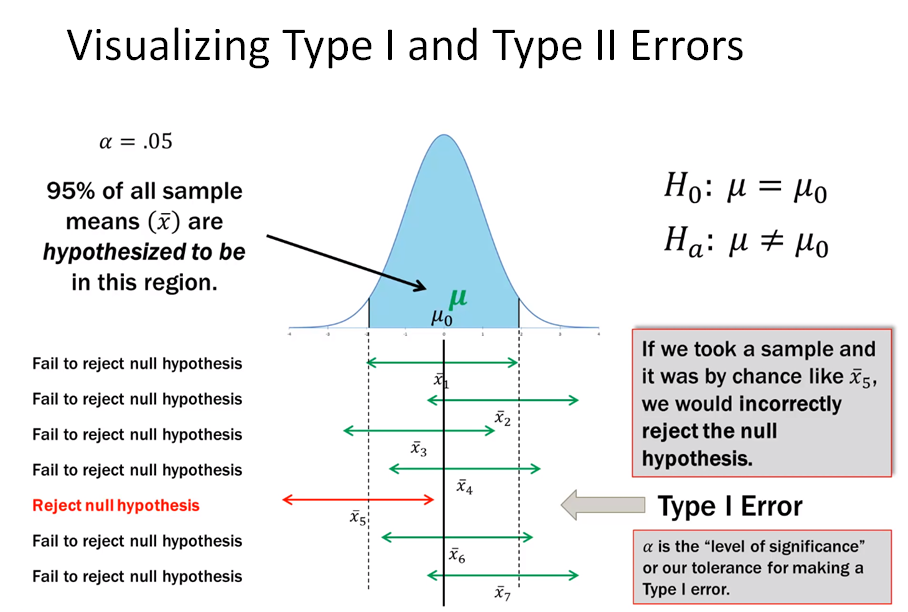 Visualizing Type I and Type II Errors
α = .05
95% of all sample
means (x̄) are
hypothesized to be
in this region.
H₀: μ = μ₀
Hₐ: μ ≠ μ₀
μ
μ₀
Fail to reject null hypothesis
x̄₁
Fail to reject null hypothesis
x̄₂
Fail to reject null hypothesis
x̄₃
Fail to reject null hypothesis
x̄₄
Reject null hypothesis
x̄₅
Fail to reject null hypothesis
x̄₆
Fail to reject null hypothesis
x̄₇
If we took a sample and
it was by chance like x̄₅,
we would incorrectly
reject the null
hypothesis.
Type I Error
α is the “level of significance”
or our tolerance for making a
Type I error.